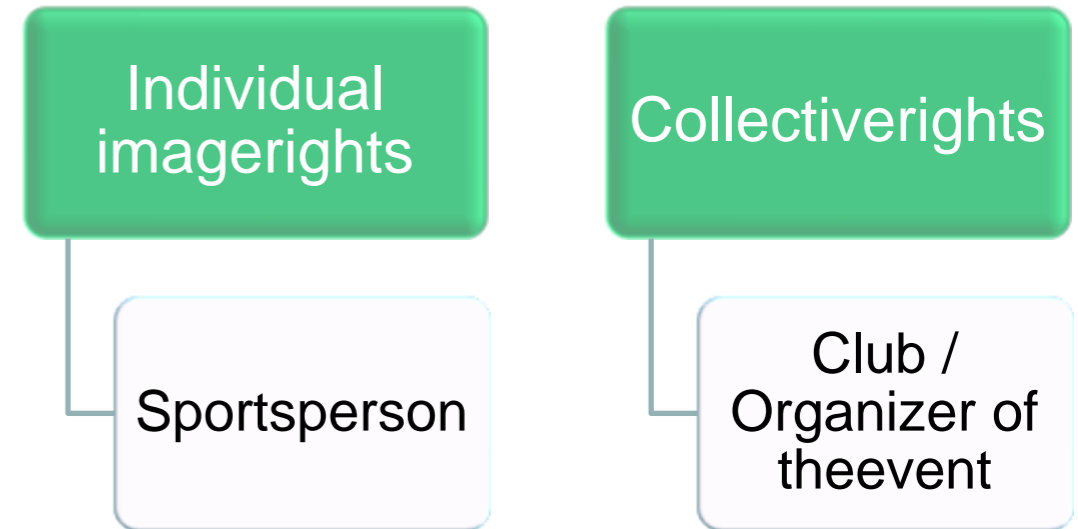 Individual
imagerights
Sportsperson
Collectiverights
Club /
Organizer of
theevent